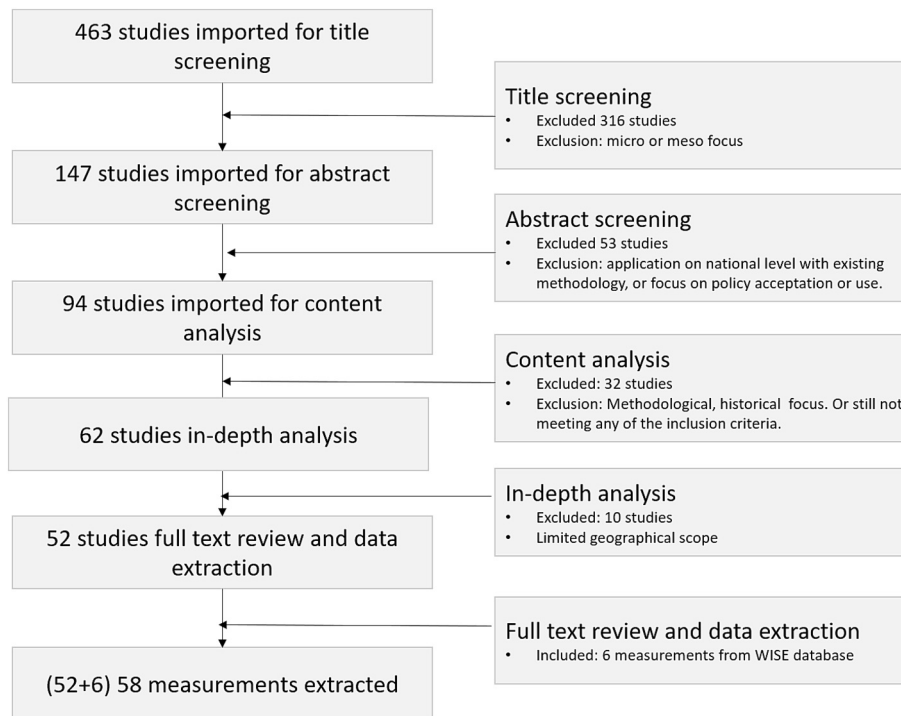 463 studies imported for title
screening
Title screening
• Excluded 316 studies
• Exclusion: micro or meso focus
147 studies imported for abstract
screening
Abstract screening
• Excluded 53 studies
• Exclusion: application on national level with existing
methodology, or focus on policy acceptation or use.
94 studies imported for content
analysis
Content analysis
• Excluded: 32 studies
• Exclusion: Methodological, historical  focus. Or still not
meeting any of the inclusion criteria.
62 studies in-depth analysis
In-depth analysis
• Excluded: 10 studies
• Limited geographical scope
52 studies full text review and data
extraction
Full text review and data extraction
• Included: 6 measurements from WISE database
(52+6) 58 measurements extracted